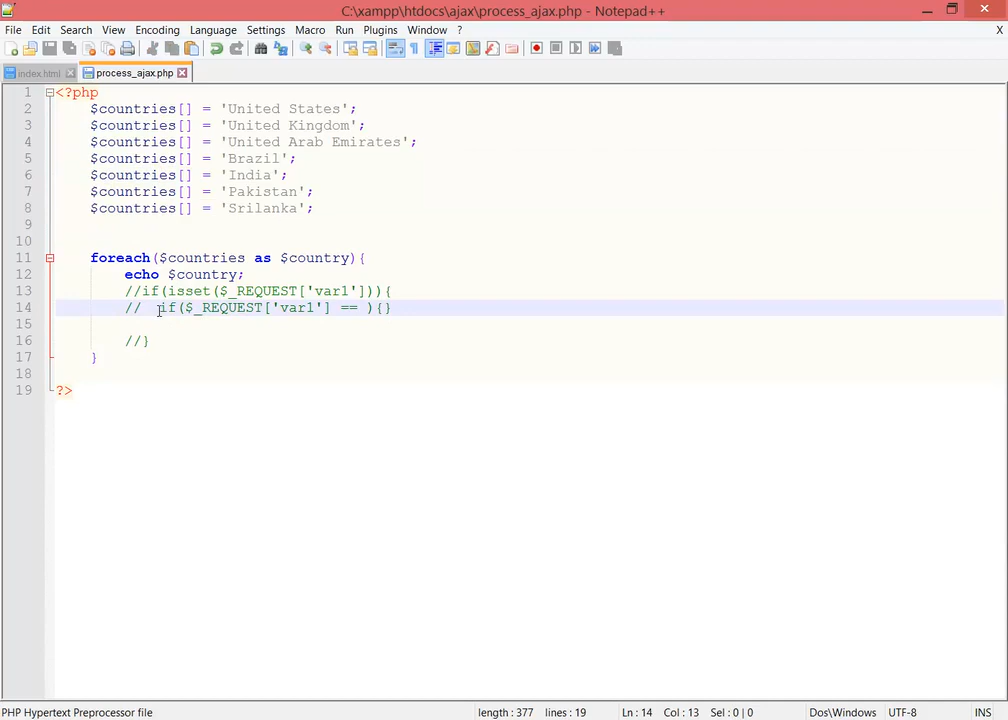 C:\xampp\htdocs\ajax\process_ajax.php - Notepad++
File Edit Search View Encoding Language Settings Macro Run Plugins Window ? X
index.html process_ajax.php
1 <?php
2 $countries[] = 'United States';
3 $countries[] = 'United Kingdom';
4 $countries[] = 'United Arab Emirates';
5 $countries[] = 'Brazil';
6 $countries[] = 'India';
7 $countries[] = 'Pakistan';
8 $countries[] = 'Srilanka';
9
10
11 foreach($countries as $country){
12 echo $country;
13 //if(isset($_REQUEST['var1'])){
14 // if($_REQUEST['var1'] == ){}
15
16 //}
17 }
18
19 ?>
PHP Hypertext Preprocessor file length : 377 lines : 19 Ln : 14 Col : 13 Sel : 0 | 0 Dos\Windows UTF-8 INS